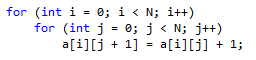 for (int i = 0; i < N; i++)
    for (int j = 0; j < N; j++)
        a[i][j + 1] = a[i][j] + 1;